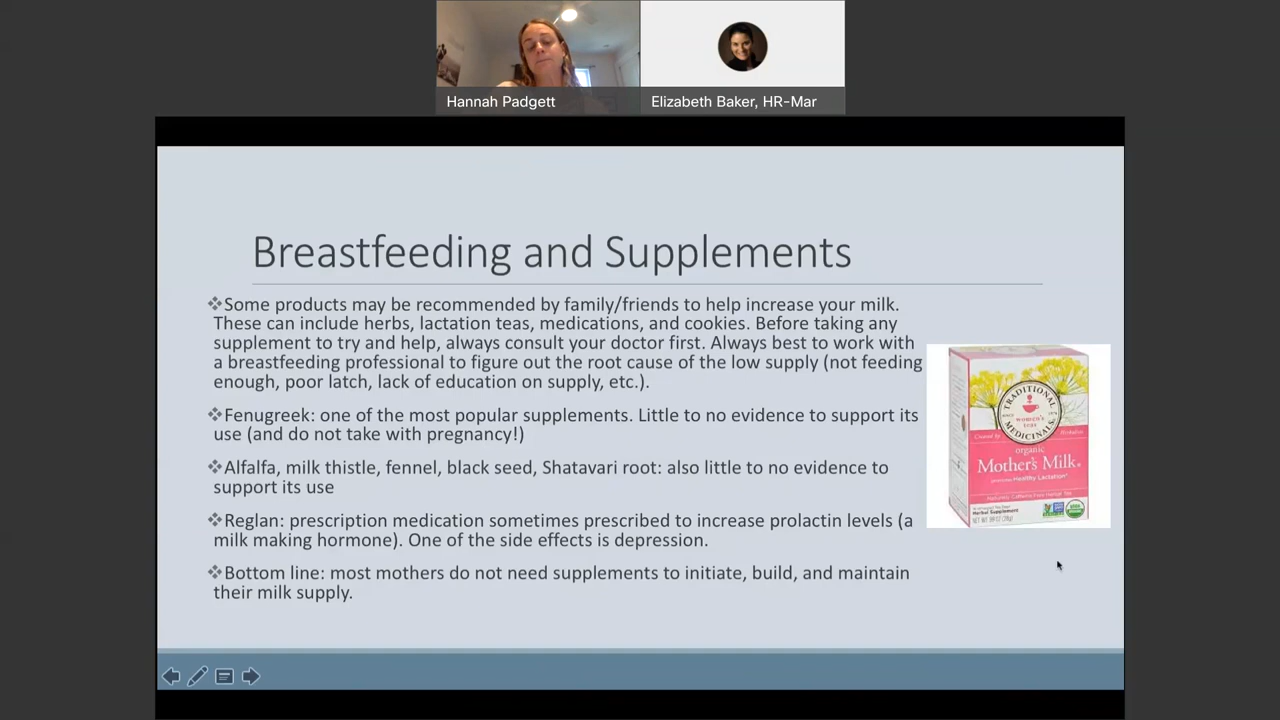 Hannah Padgett
Elizabeth Baker, HR-Mar
Breastfeeding and Supplements
❖Some products may be recommended by family/friends to help increase your milk.
These can include herbs, lactation teas, medications, and cookies. Before taking any
supplement to try and help, always consult your doctor first. Always best to work with
a breastfeeding professional to figure out the root cause of the low supply (not feeding
enough, poor latch, lack of education on supply, etc.).
❖Fenugreek: one of the most popular supplements. Little to no evidence to support its
use (and do not take with pregnancy!)
❖Alfalfa, milk thistle, fennel, black seed, Shatavari root: also little to no evidence to
support its use
❖Reglan: prescription medication sometimes prescribed to increase prolactin levels (a
milk making hormone). One of the side effects is depression.
❖Bottom line: most mothers do not need supplements to initiate, build, and maintain
their milk supply.
TRADITIONAL
women's
teas
MEDICINALS
organic
Mother's Milk
Healthy Lactation
Herbal Supplement